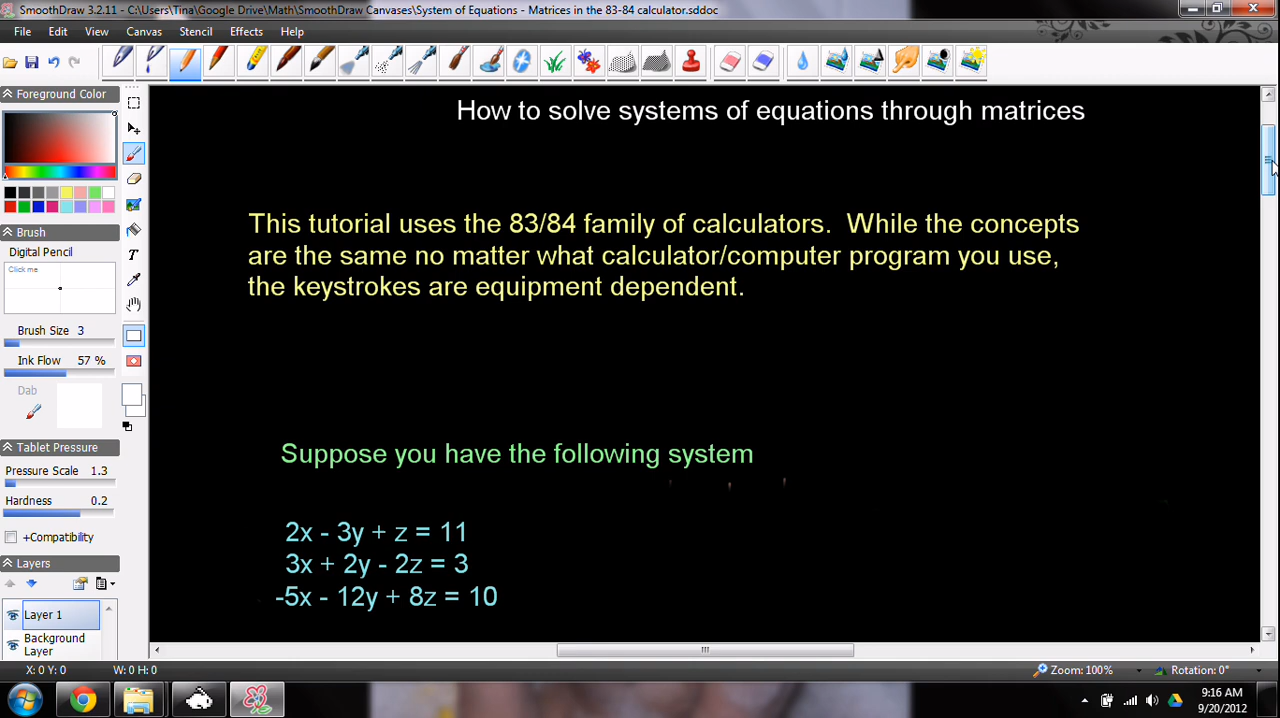 SmoothDraw 3.2.11 - C:\Users\Tina\Google Drive\Math\SmoothDraw Canvases\System of Equations - Matrices in the 83-84 calculator.sddoc
File Edit View Canvas Stencil Effects Help
Foreground Color
Brush
Digital Pencil
Click me
Brush Size 3
Ink Flow 57 %
Dab
Tablet Pressure
Pressure Scale 1.3
Hardness 0.2
+Compatibility
Layers
Layer 1
Background
Layer
How to solve systems of equations through matrices
This tutorial uses the 83/84 family of calculators. While the concepts
are the same no matter what calculator/computer program you use,
the keystrokes are equipment dependent.
Suppose you have the following system
2x - 3y + z = 11
3x + 2y - 2z = 3
-5x - 12y + 8z = 10
X: 0 Y: 0 W: 0 H: 0 Zoom: 100% Rotation: 0°
9:16 AM
9/20/2012